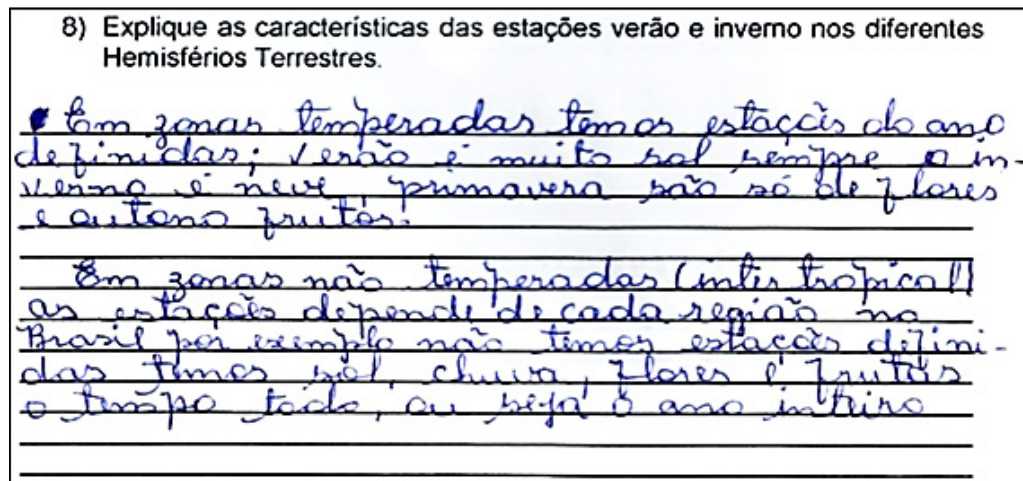 8) Explique as características das estações verão e inverno nos diferentes
Hemisférios Terrestres.
Em zonas temperadas temos estaçõis do ano
definidas; Verão é muito sol sempre o in-
verno é neve, primavera são só de flores
e outono frutos.
Em zonas não temperadas (inter tropical)
as estações depende de cada região no
Brasil por exemplo não temos estações defini-
das temos sol, chuva, flores e frutas
o tempo todo, ou seja o ano inteiro